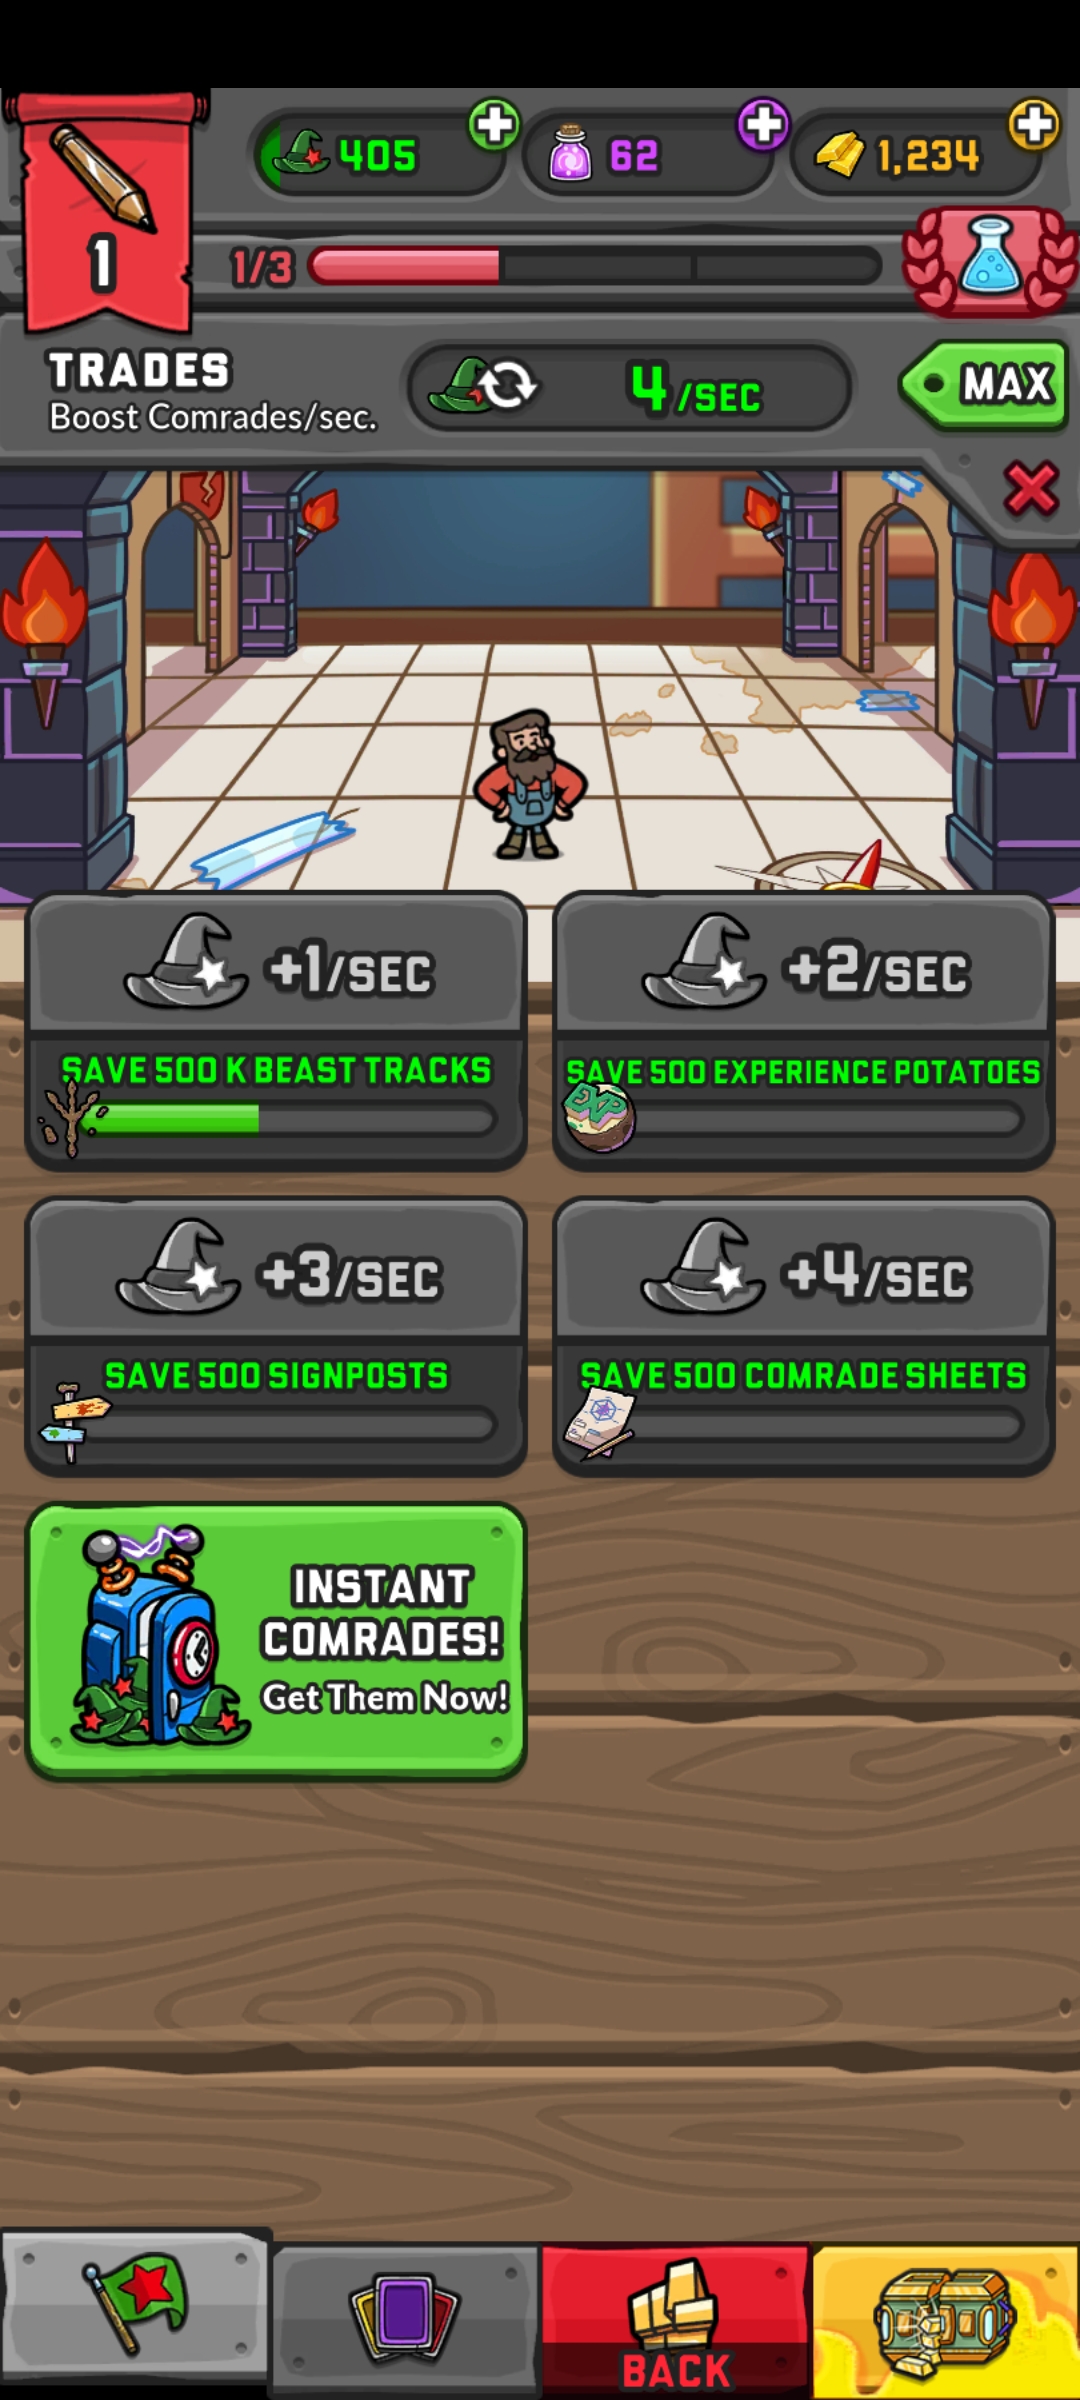 405
62
1,234
1
1/3
TRADES
Boost Comrades/sec.
4/SEC
MAX
+1/SEC
+2/SEC
SAVE 500 K BEAST TRACKS
SAVE 500 EXPERIENCE POTATOES
EXP
+3/SEC
+4/SEC
SAVE 500 SIGNPOSTS
SAVE 500 COMRADE SHEETS
INSTANT
COMRADES!
Get Them Now!
BACK